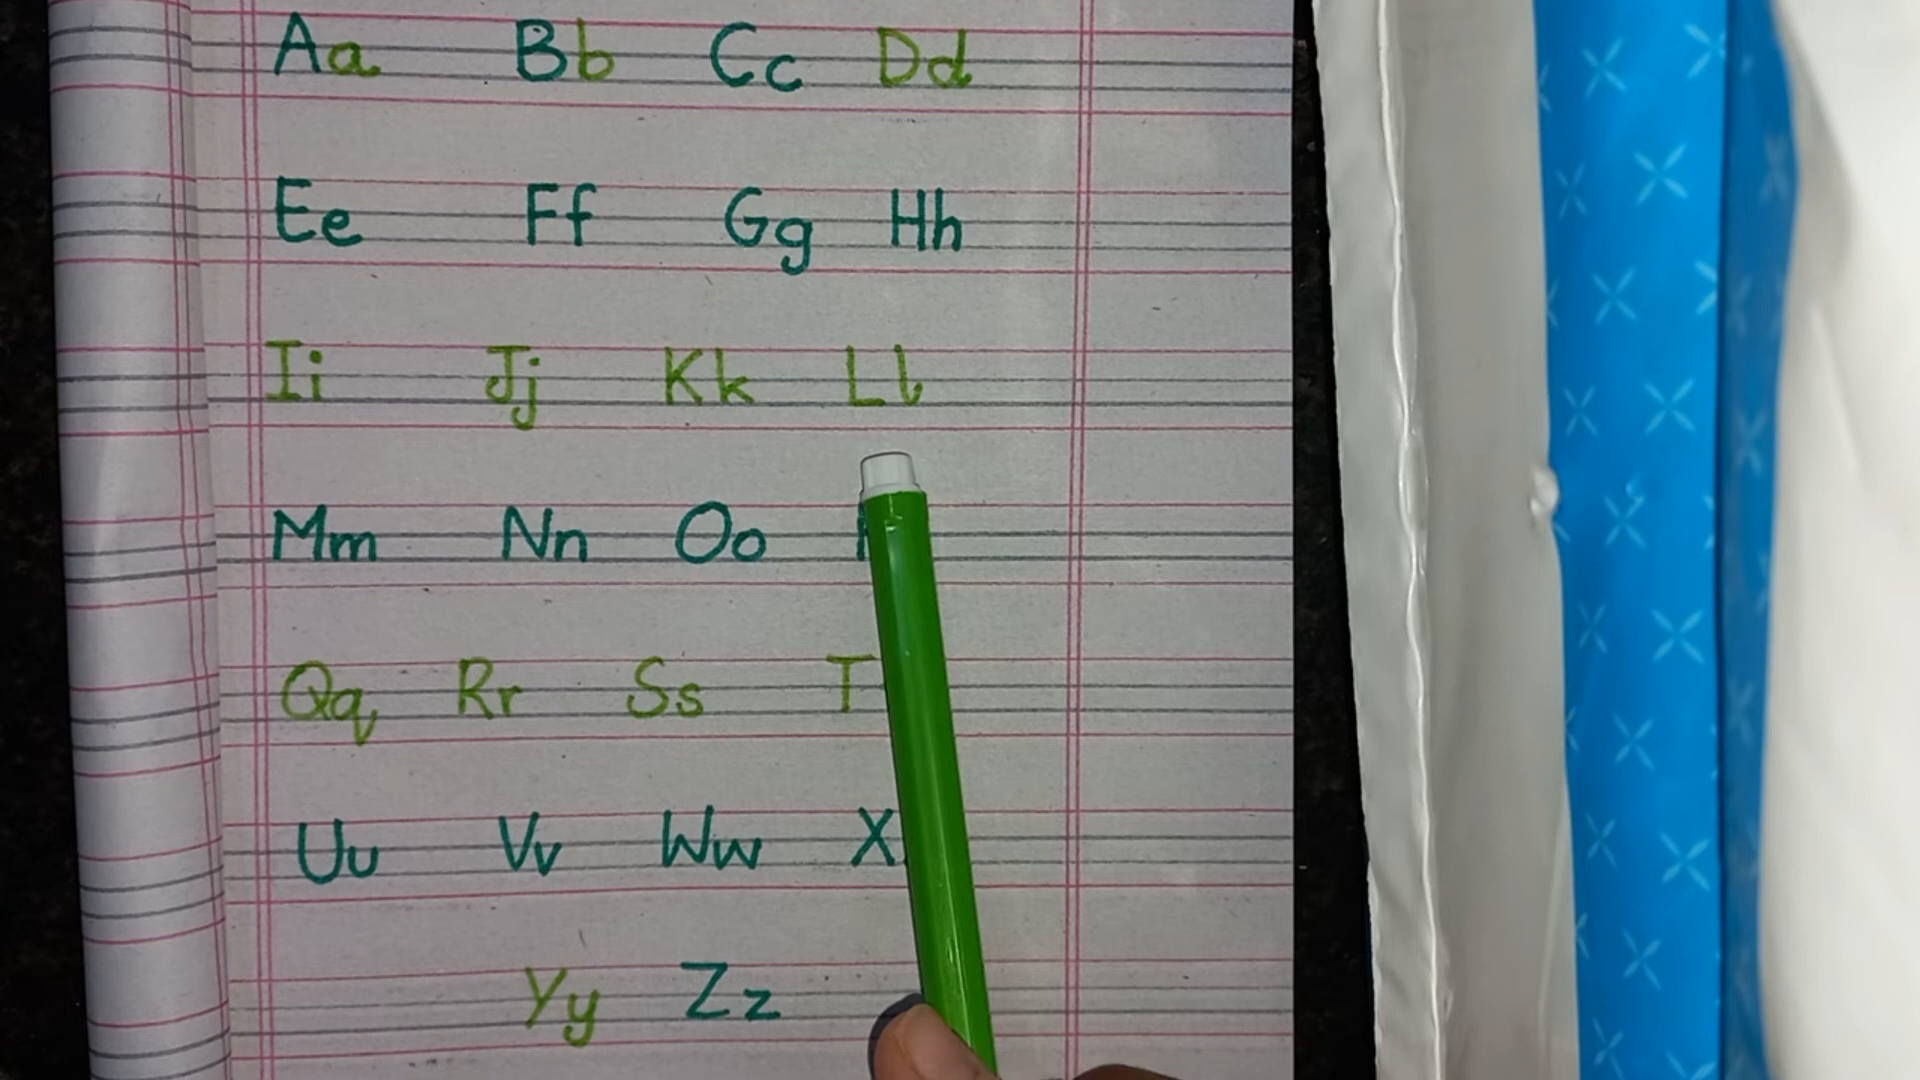 Aa Bb Cc Dd
Ee Ff Gg Hh
Ii Jj Kk Ll
Mm Nn Oo
Qq Rr Ss T
Uu Vv Ww X
Yy Zz